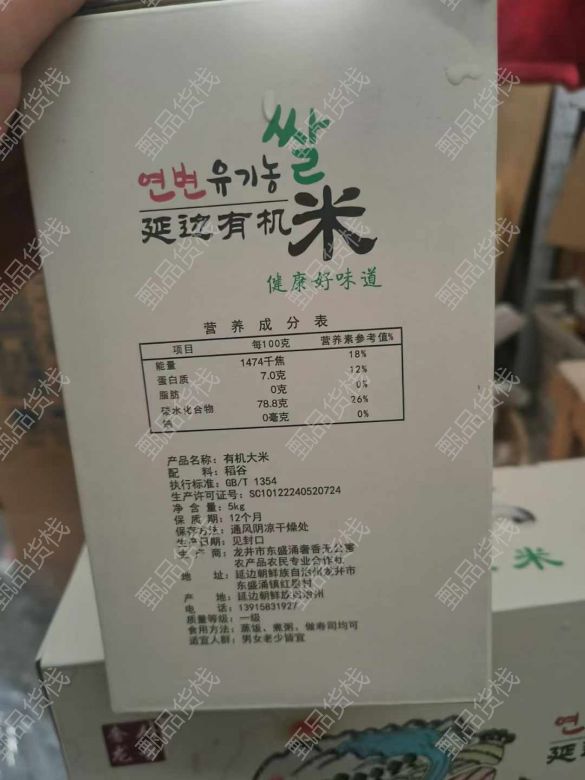 쌀
연변유기농
延边有机米
健康好味道
营养成分表
项目 每100克 营养素参考值%
能量 1474千焦 18%
蛋白质 7.0克 12%
脂肪 0克 0%
碳水化合物 78.8克 26%
钠 0毫克 0%
产品名称：有机大米
配料：稻谷
执行标准：GB/T 1354
生产许可证号：SC10122240520724
净含量：5kg
保质期：12个月
保存方法：通风阴凉干燥处
生产日期：见封口
生产商：龙井市东盛涌奢香无公害
农产品农民专业合作社
地址：延边朝鲜族自治州龙井市
东盛涌镇红
产地：延边朝鲜族自治州
电话：13915831927
质量等级：一级
食用方法：蒸饭、煮粥，做寿司均可
适宜人群：男女老少皆宜
米
연
延
甄品货栈